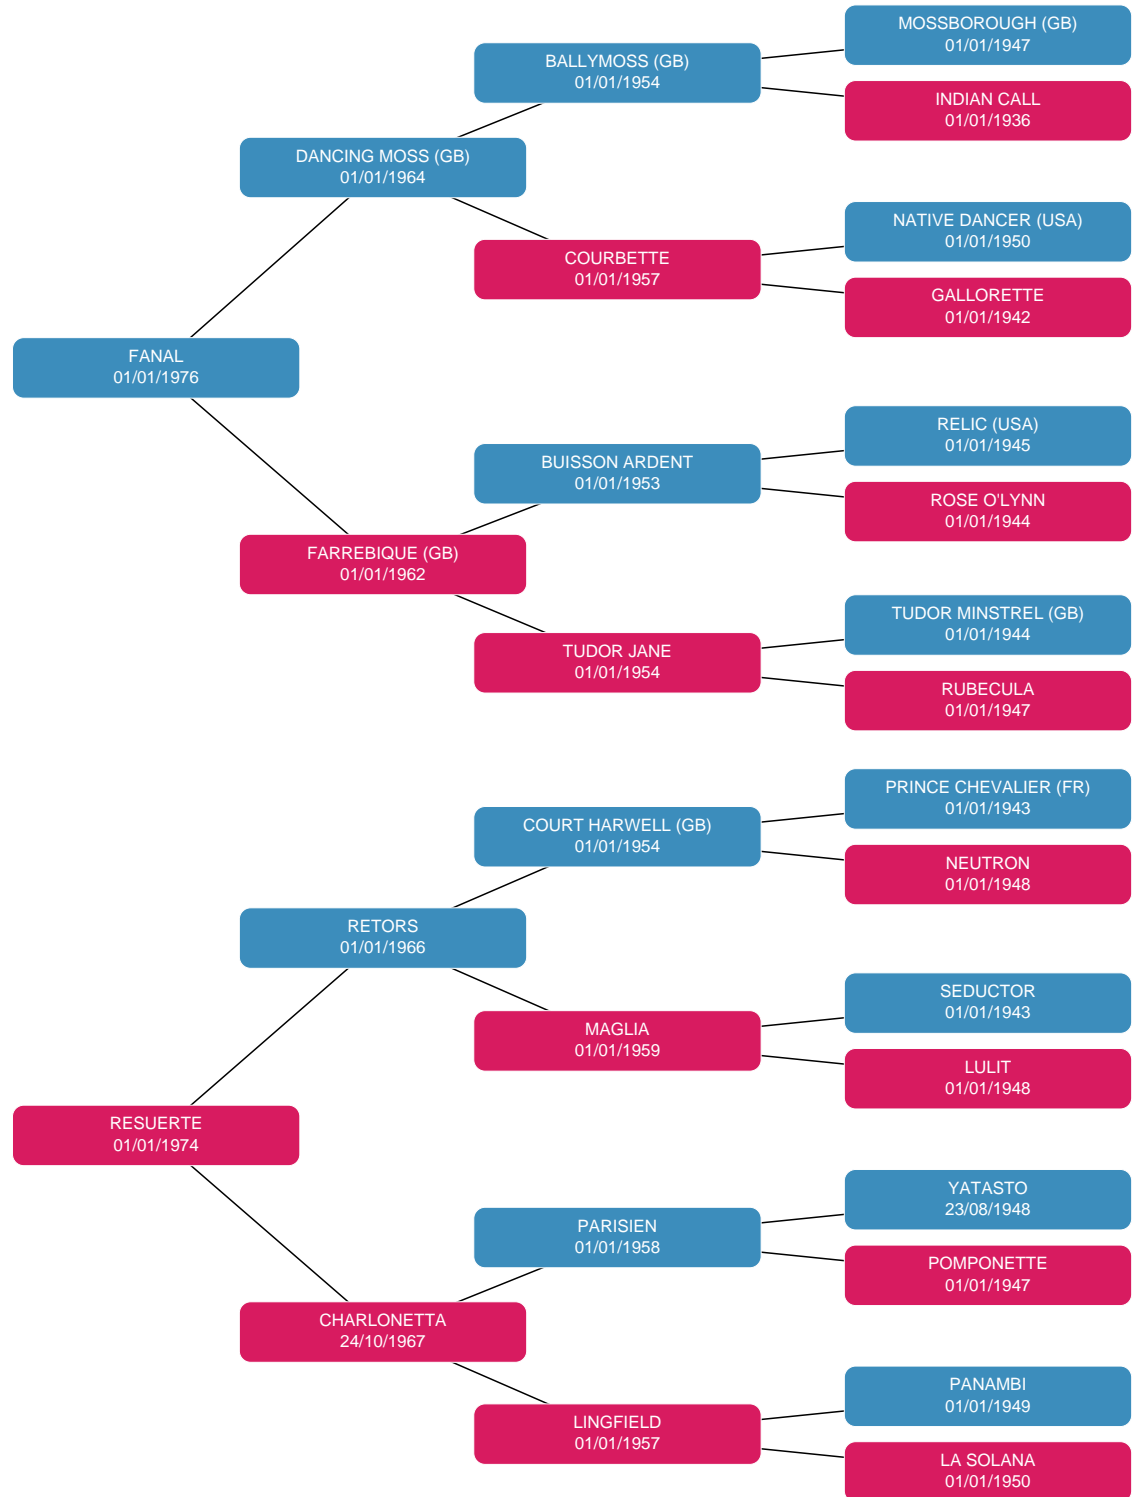 MOSSBOROUGH (GB)
01/01/1947
BALLYMOSS (GB)
01/01/1954
INDIAN CALL
01/01/1936
DANCING MOSS (GB)
01/01/1964
NATIVE DANCER (USA)
01/01/1950
COURBETTE
01/01/1957
GALLORETTE
01/01/1942
FANAL
01/01/1976
RELIC (USA)
01/01/1945
BUISSON ARDENT
01/01/1953
ROSE O'LYNN
01/01/1944
FARREBIQUE (GB)
01/01/1962
TUDOR MINSTREL (GB)
01/01/1944
TUDOR JANE
01/01/1954
RUBECULA
01/01/1947
PRINCE CHEVALIER (FR)
01/01/1943
COURT HARWELL (GB)
01/01/1954
NEUTRON
01/01/1948
RETORS
01/01/1966
SEDUCTOR
01/01/1943
MAGLIA
01/01/1959
LULIT
01/01/1948
RESUERTE
01/01/1974
YATASTO
23/08/1948
PARISIEN
01/01/1958
POMPONETTE
01/01/1947
CHARLONETTA
24/10/1967
PANAMBI
01/01/1949
LINGFIELD
01/01/1957
LA SOLANA
01/01/1950